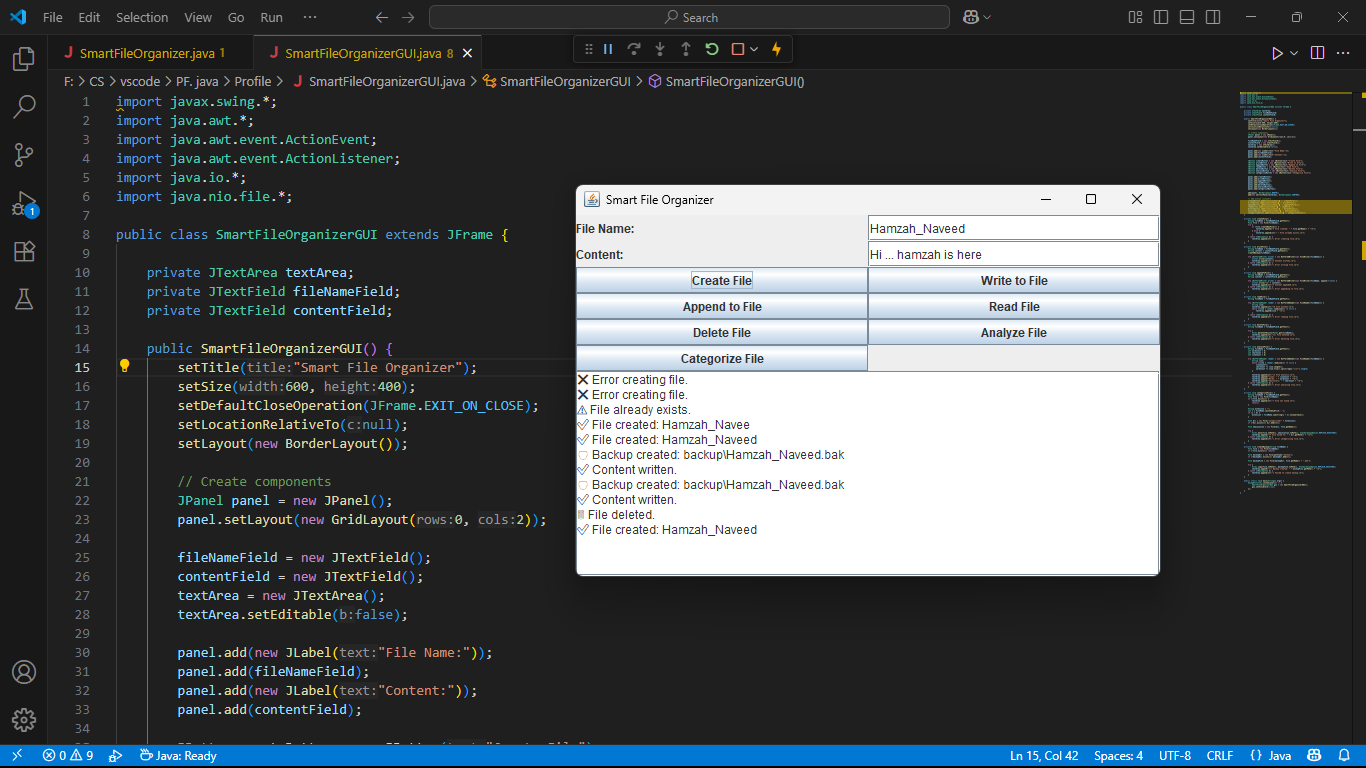 File Edit Selection View Go Run ··· Search
SmartFileOrganizer.java 1 SmartFileOrganizerGUI.java 8
F: > CS > vscode > PF. java > Profile > SmartFileOrganizerGUI.java > SmartFileOrganizerGUI > SmartFileOrganizerGUI()
1 import javax.swing.*;
2 import java.awt.*;
3 import java.awt.event.ActionEvent;
4 import java.awt.event.ActionListener;
5 import java.io.*;
6 import java.nio.file.*;
7
8 public class SmartFileOrganizerGUI extends JFrame {
9
10 private JTextArea textArea;
11 private JTextField fileNameField;
12 private JTextField contentField;
13
14 public SmartFileOrganizerGUI() {
15 setTitle(title:"Smart File Organizer");
16 setSize(width:600, height:400);
17 setDefaultCloseOperation(JFrame.EXIT_ON_CLOSE);
18 setLocationRelativeTo(c:null);
19 setLayout(new BorderLayout());
20
21 // Create components
22 JPanel panel = new JPanel();
23 panel.setLayout(new GridLayout(rows:0, cols:2));
24
25 fileNameField = new JTextField();
26 contentField = new JTextField();
27 textArea = new JTextArea();
28 textArea.setEditable(b:false);
29
30 panel.add(new JLabel(text:"File Name:"));
31 panel.add(fileNameField);
32 panel.add(new JLabel(text:"Content:"));
33 panel.add(contentField);
34
Smart File Organizer
File Name: Hamzah_Naveed
Content: Hi ... hamzah is here
Create File Write to File
Append to File Read File
Delete File Analyze File
Categorize File
❌ Error creating file.
❌ Error creating file.
⚠ File already exists.
✅ File created: Hamzah_Navee
✅ File created: Hamzah_Naveed
Backup created: backup\Hamzah_Naveed.bak
✅ Content written.
Backup created: backup\Hamzah_Naveed.bak
✅ Content written.
File deleted.
✅ File created: Hamzah_Naveed
1
0 9 Java: Ready Ln 15, Col 42 Spaces: 4 UTF-8 CRLF {} Java